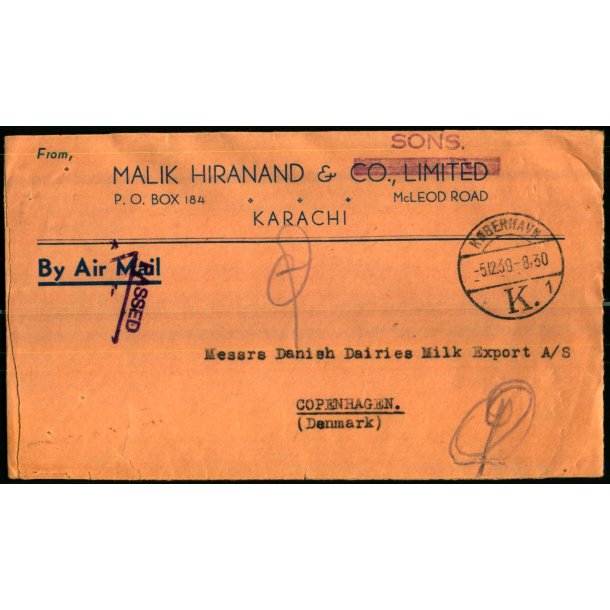 SONS.
From,
MALIK HIRANAND & CO., LIMITED
P. O. BOX 184 McLEOD ROAD
KARACHI
KØBENHAVN
-5.12.39-8.30
K. 1
By Air Mail
PASSED
Messrs Danish Dairies Milk Export A/S
COPENHAGEN.
(Denmark)